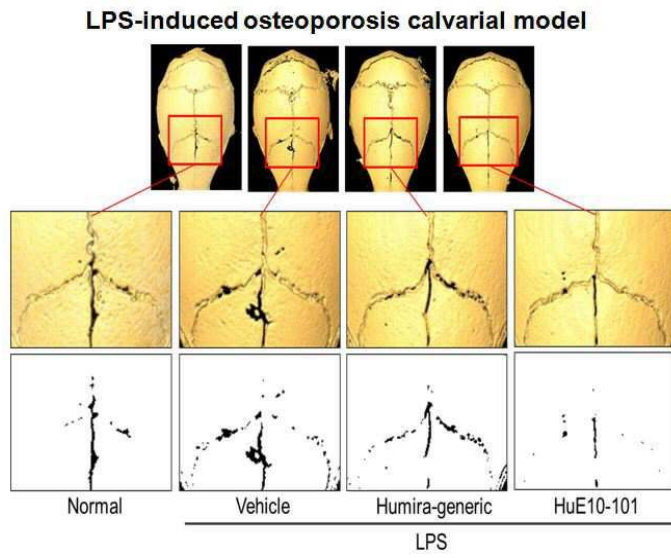 LPS-induced osteoporosis calvarial model
Normal
Vehicle
Humira-generic
HuE10-101
LPS